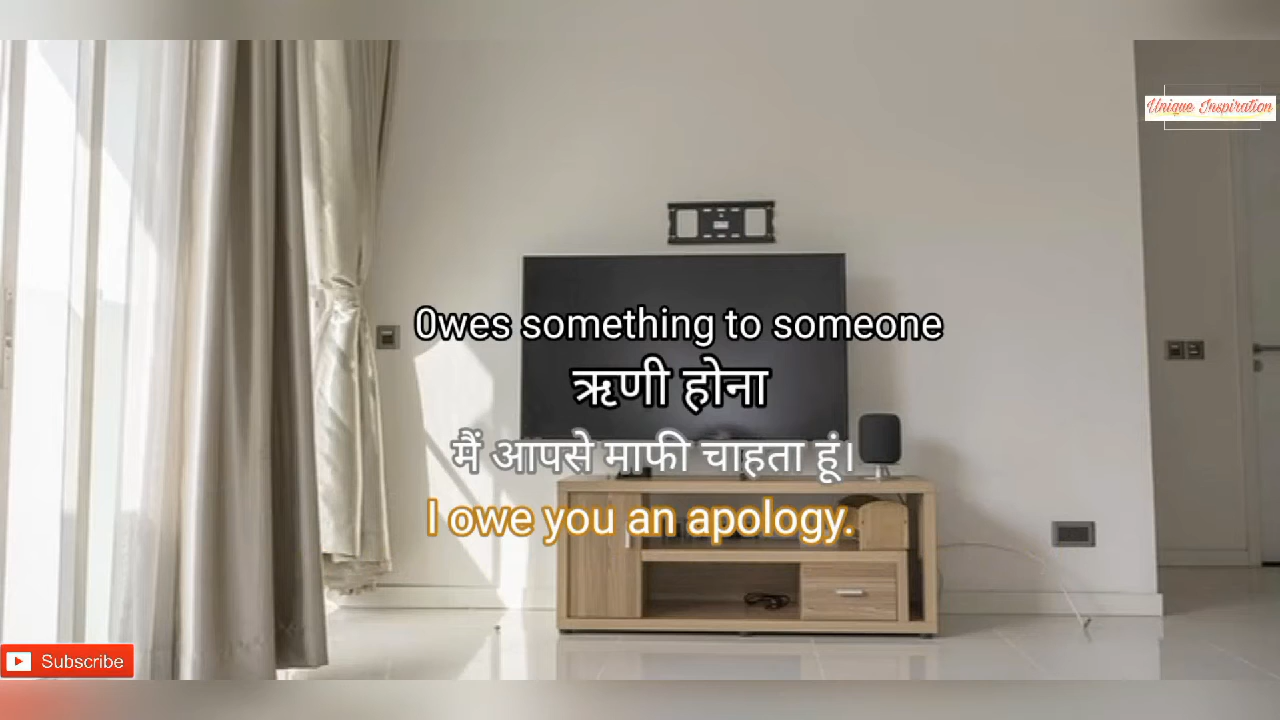 Unique Inspiration
0wes something to someone
ऋणी होना
मैं आपसे माफी चाहता हूं।
I owe you an apology.
Subscribe